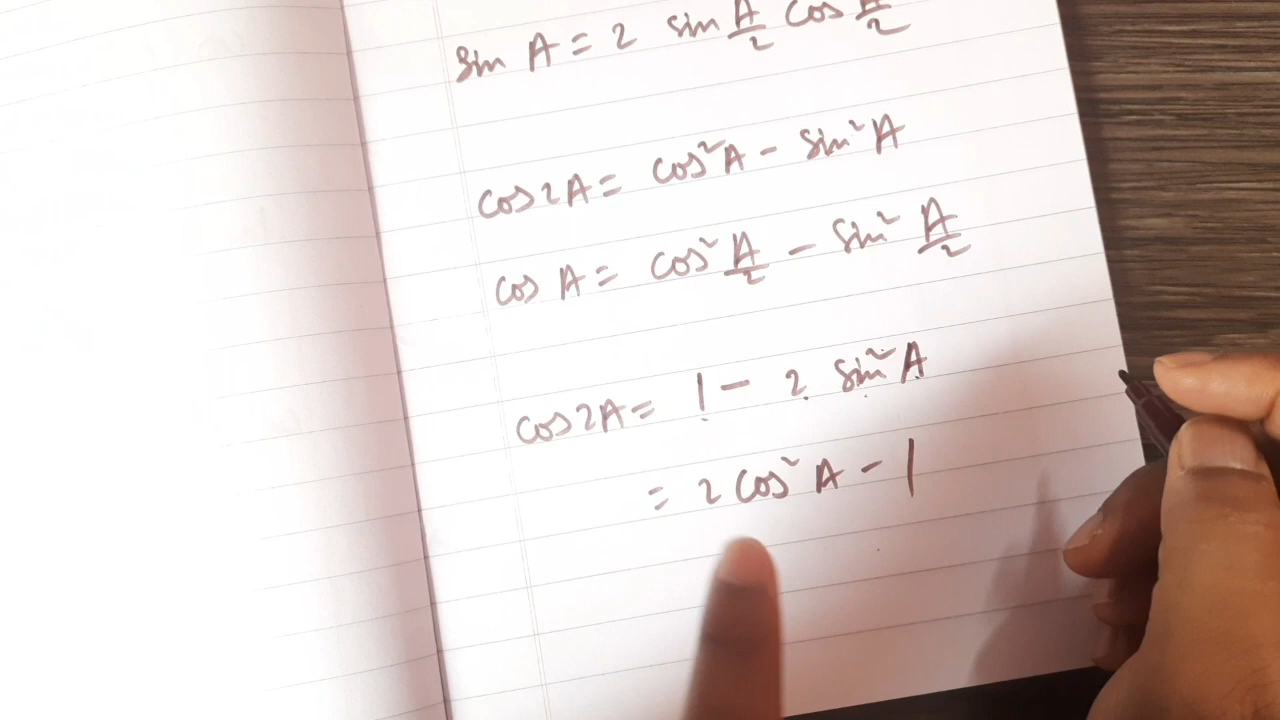 sin A = 2 sin A/2 cos A/2
cos 2A = cos²A - sin²A
cos A = cos² A/2 - sin² A/2
cos 2A = 1 - 2 sin²A
= 2 cos² A - 1